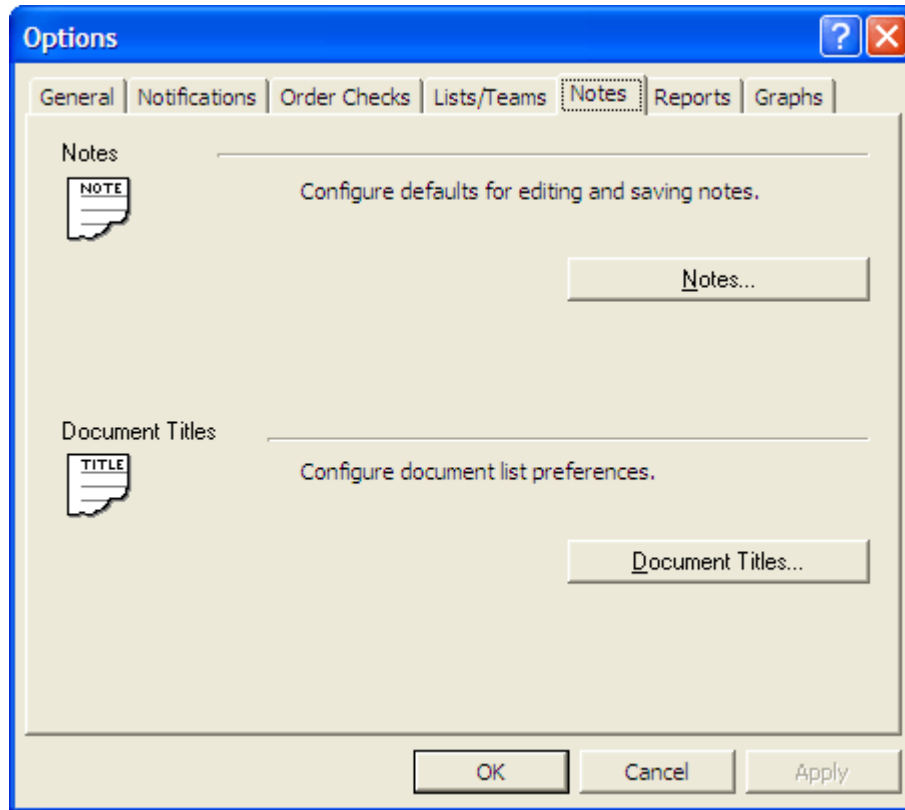 Options
General Notifications Order Checks Lists/Teams Notes Reports Graphs
Notes
NOTE
Configure defaults for editing and saving notes.
Notes...
Document Titles
TITLE
Configure document list preferences.
Document Titles...
OK Cancel Apply